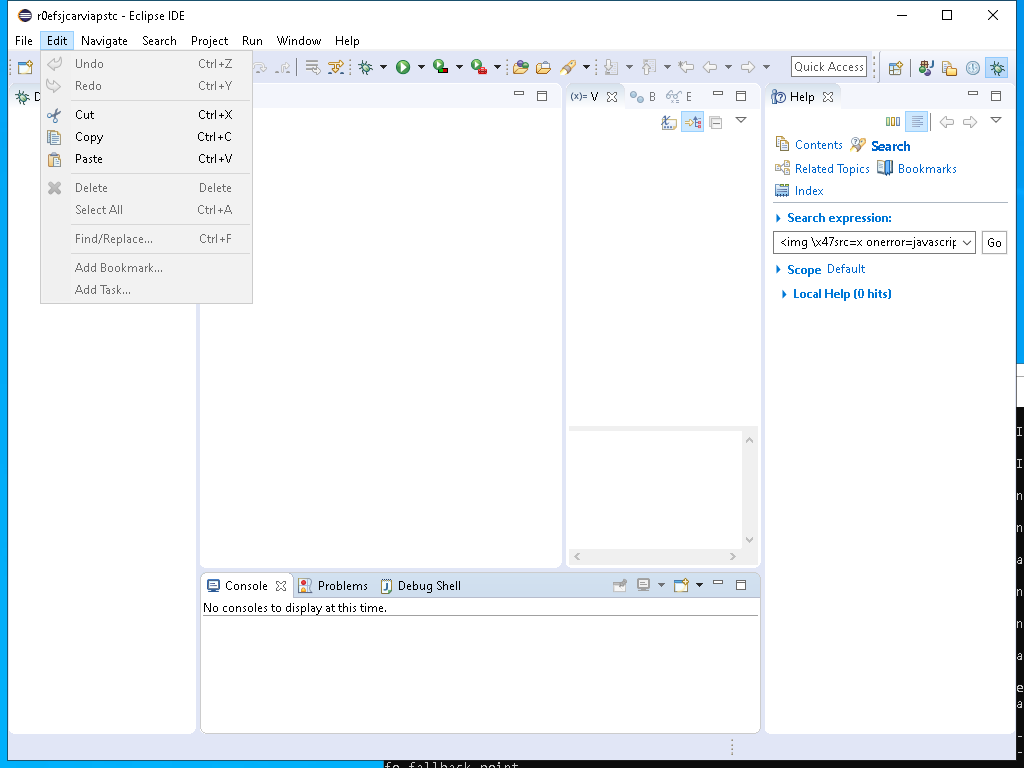 r0efsjcarviapstc - Eclipse IDE
File Edit Navigate Search Project Run Window Help
Undo Ctrl+Z
Redo Ctrl+Y
Cut Ctrl+X
Copy Ctrl+C
Paste Ctrl+V
Delete Delete
Select All Ctrl+A
Find/Replace... Ctrl+F
Add Bookmark...
Add Task...
Quick Access
D
(x)= V
B
E
Help
Contents
Search
Related Topics
Bookmarks
Index
Search expression:
<img \x47src=x onerror=javascrip
Go
Scope Default
Local Help (0 hits)
Console Problems Debug Shell
No consoles to display at this time.
I
I
n
n
a
n
n
a
e
a
-
-
fo fallback point